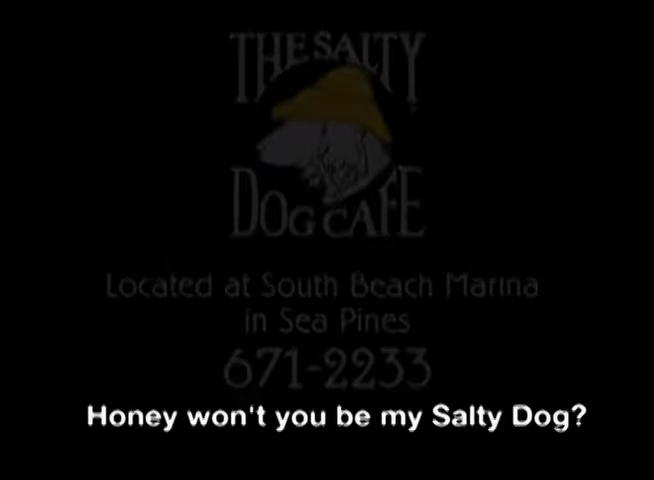 THE SALTY
DOG CAFE
Located at South Beach Marina
in Sea Pines
671-2233
Honey won't you be my Salty Dog?